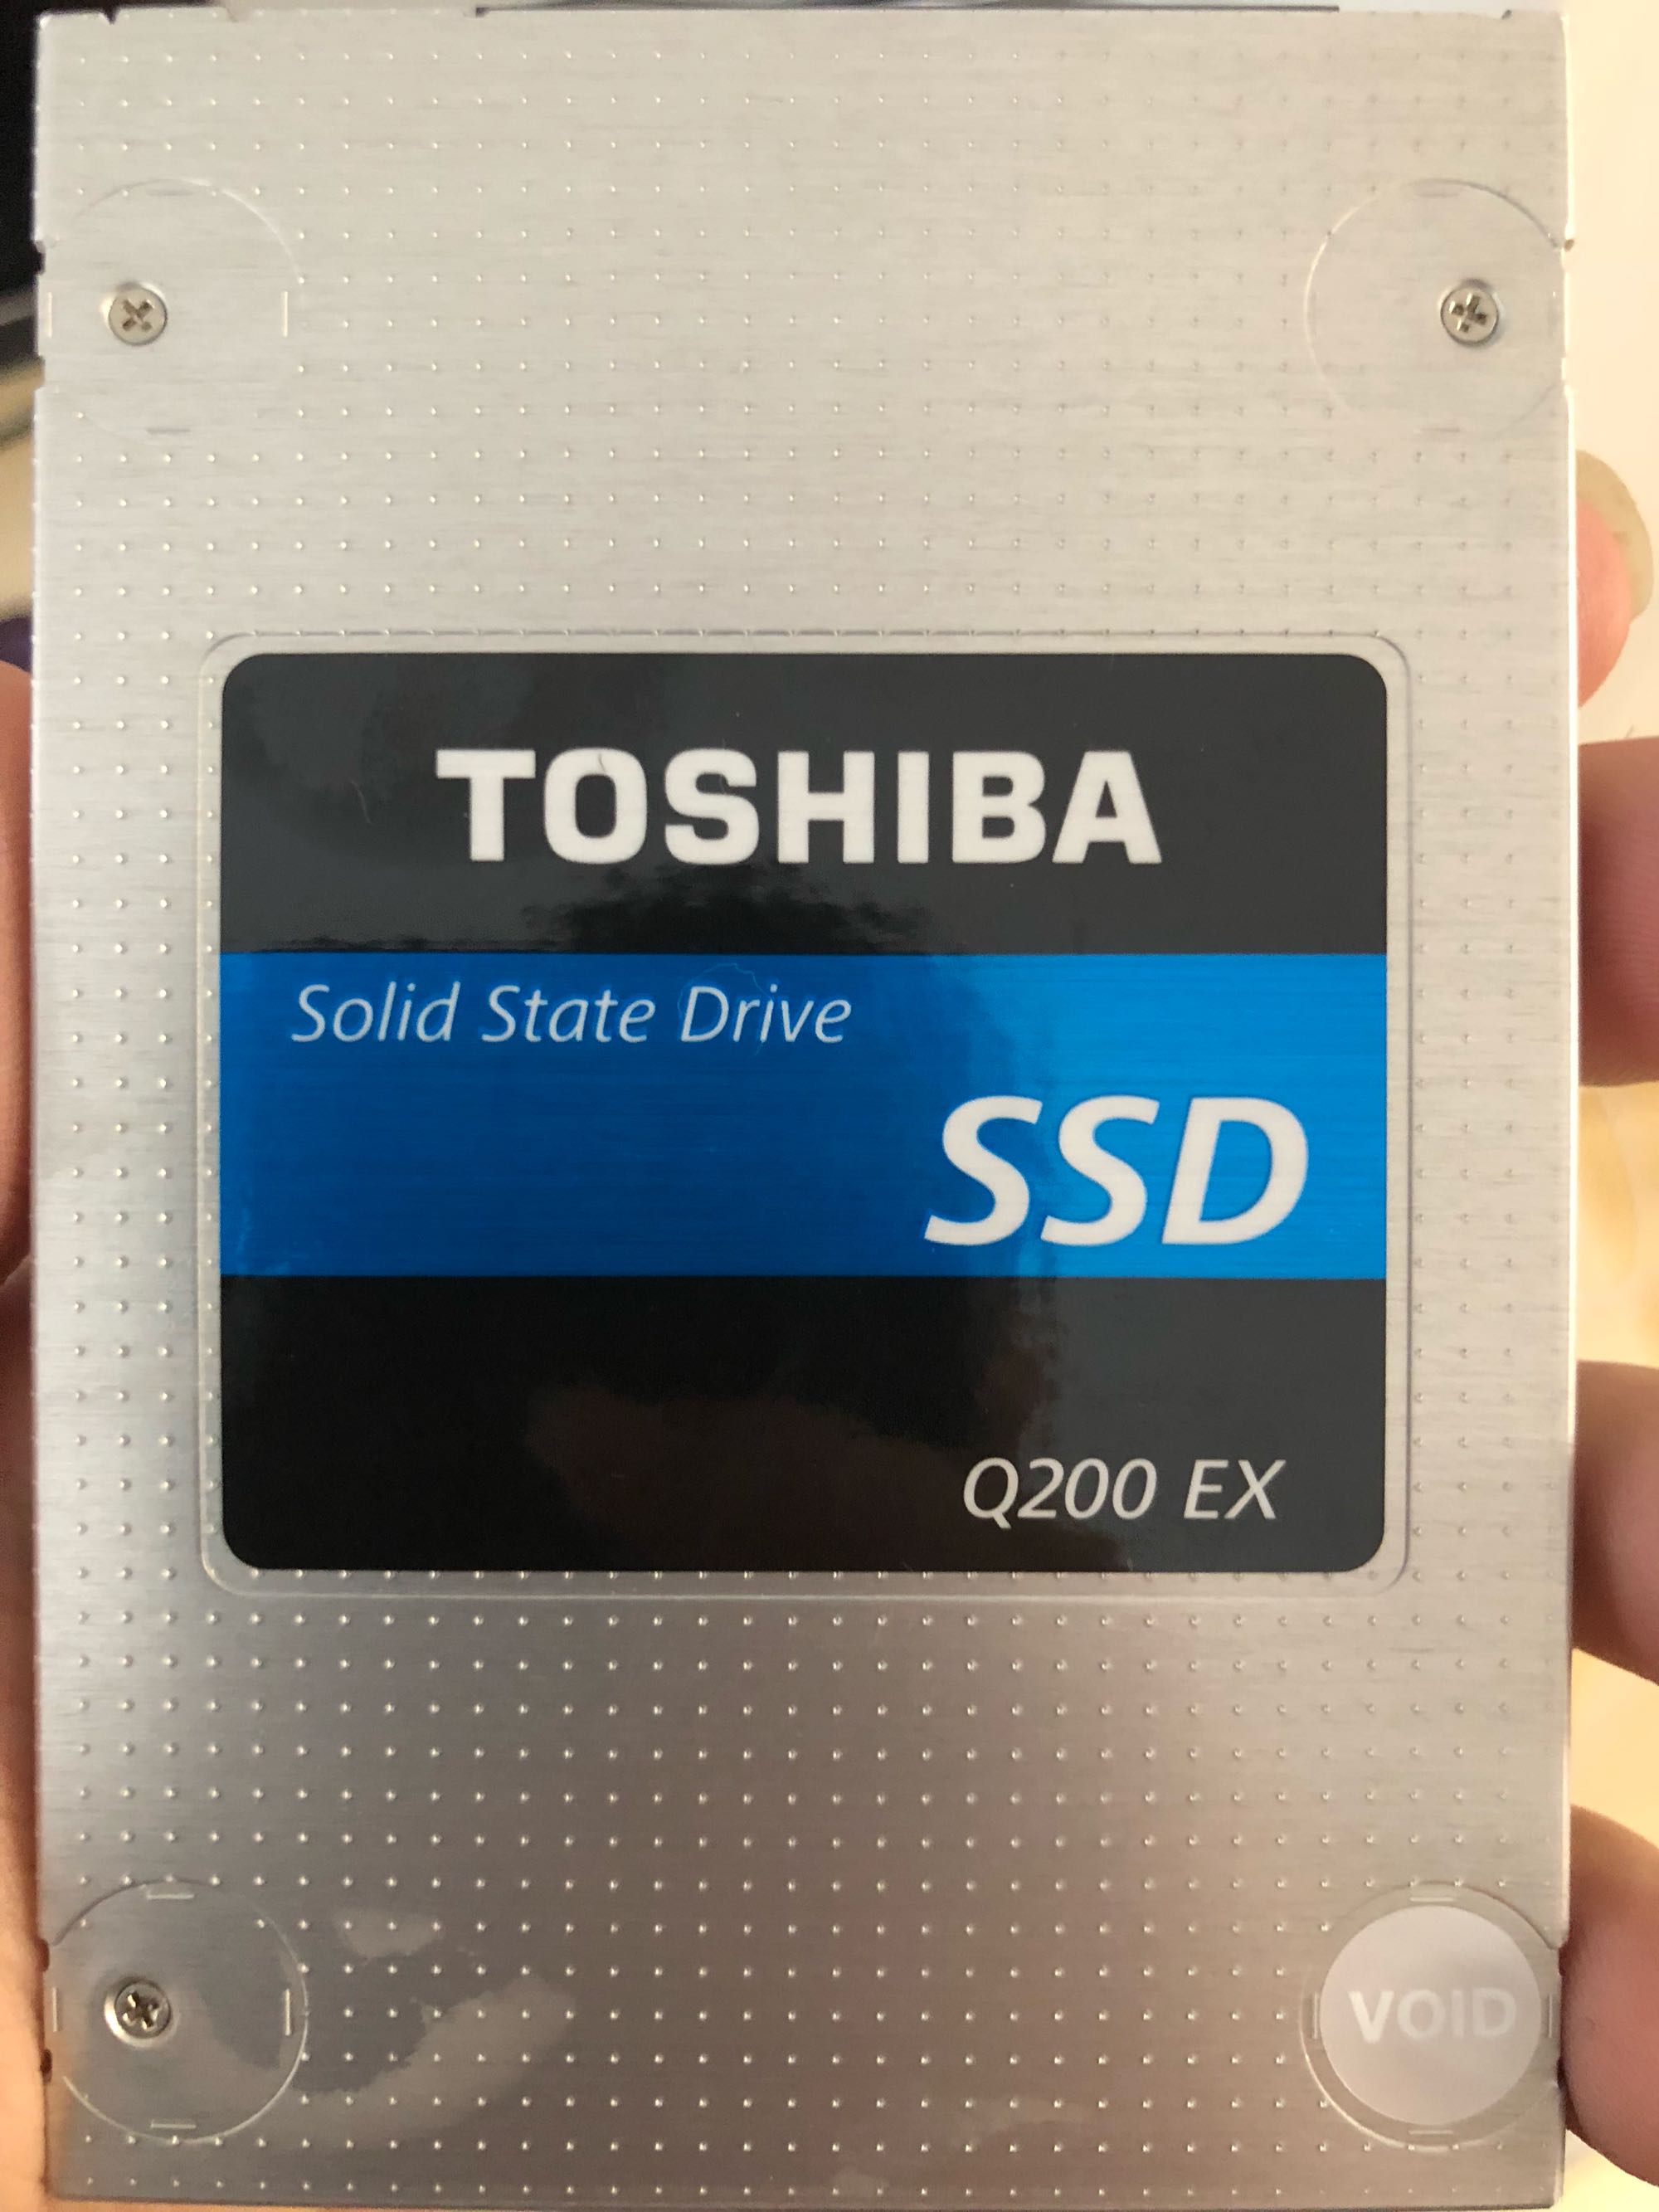 TOSHIBA
Solid State Drive
SSD
Q200 EX
VOID